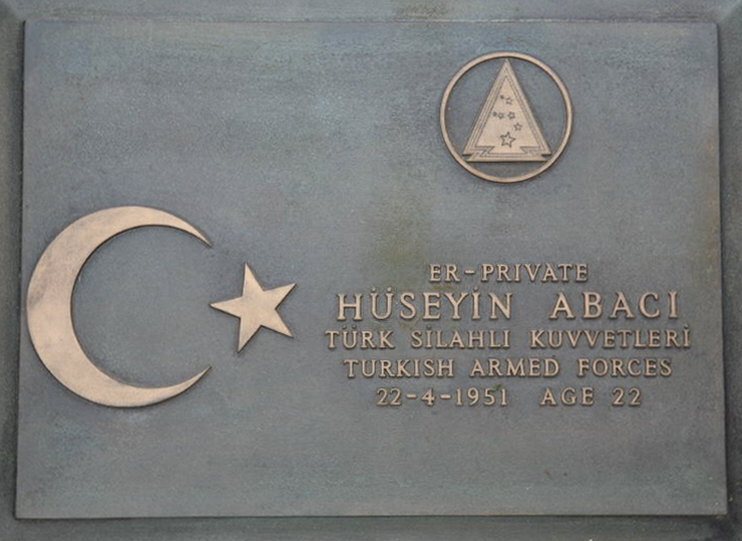 ER-PRIVATE
HÜSEYİN ABACI
TÜRK SİLAHLI KUVVETLERİ
TURKISH ARMED FORCES
22-4-1951 AGE 22